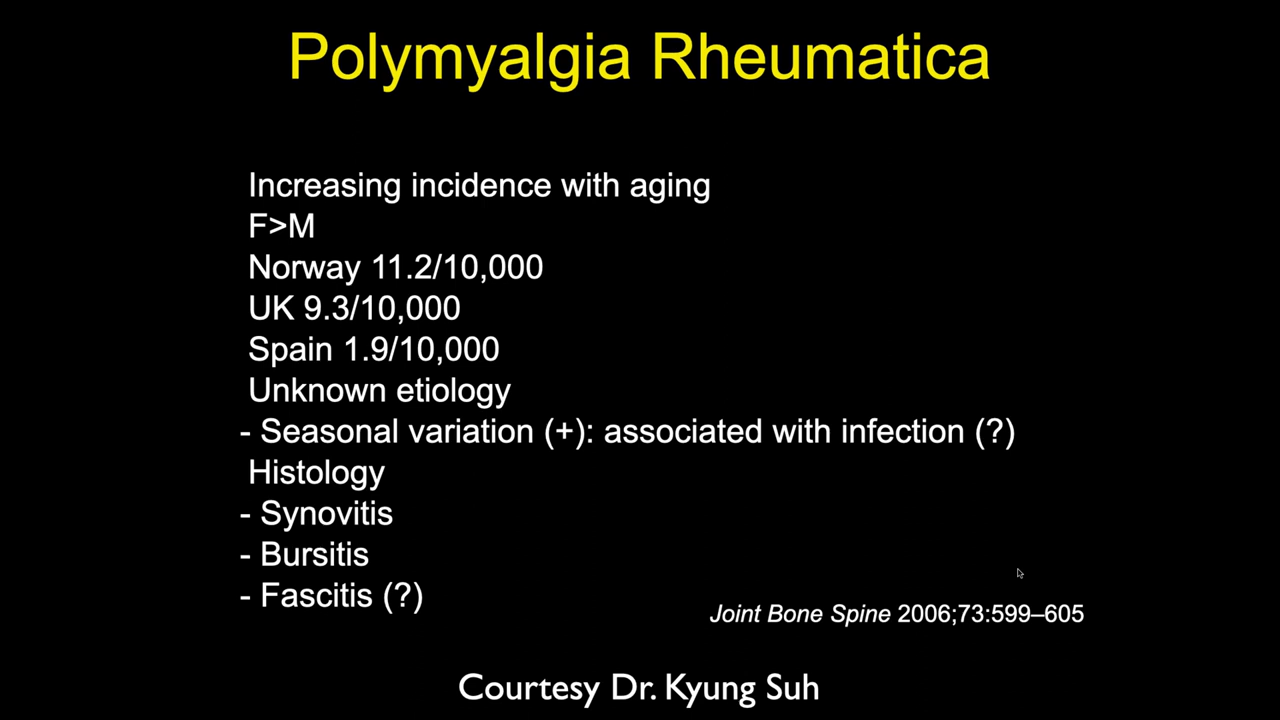 Polymyalgia Rheumatica
Increasing incidence with aging
F>M
Norway 11.2/10,000
UK 9.3/10,000
Spain 1.9/10,000
Unknown etiology
- Seasonal variation (+): associated with infection (?)
Histology
- Synovitis
- Bursitis
- Fascitis (?)
Joint Bone Spine 2006;73:599–605
Courtesy Dr. Kyung Suh